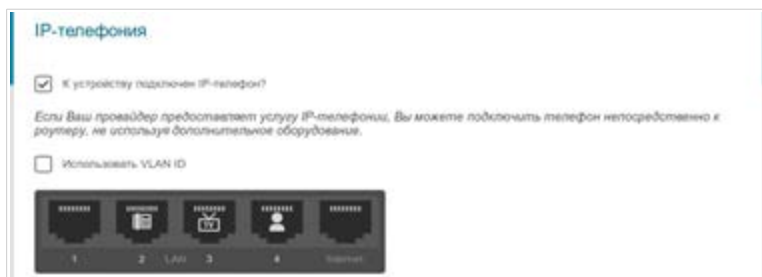 IP-телефония
К устройству подключен IP-телефон?
Если Ваш провайдер предоставляет услугу IP-телефонии, Вы можете подключить телефон непосредственно к
роутеру, не используя дополнительное оборудование.
Использовать VLAN ID
TV
1 2 LAN 3 4 Internet